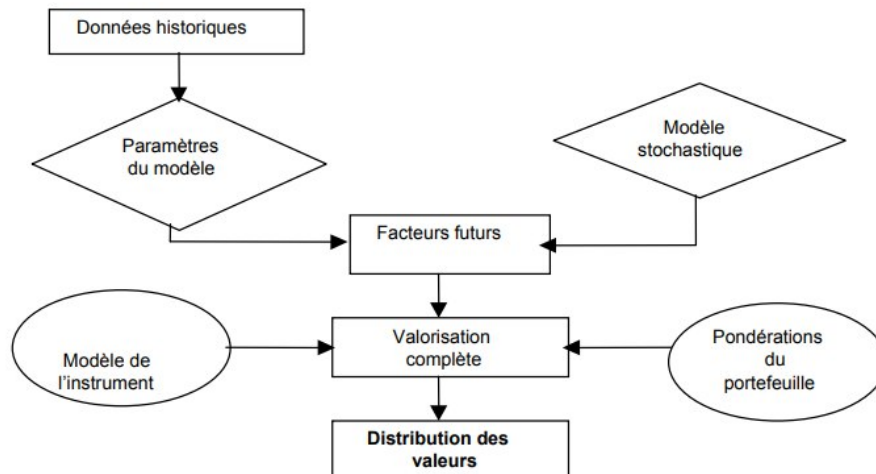 Données historiques
Paramètres
du modèle
Modèle
stochastique
Facteurs futurs
Modèle de
l'instrument
Valorisation
complète
Pondérations
du
portefeuille
Distribution des
valeurs